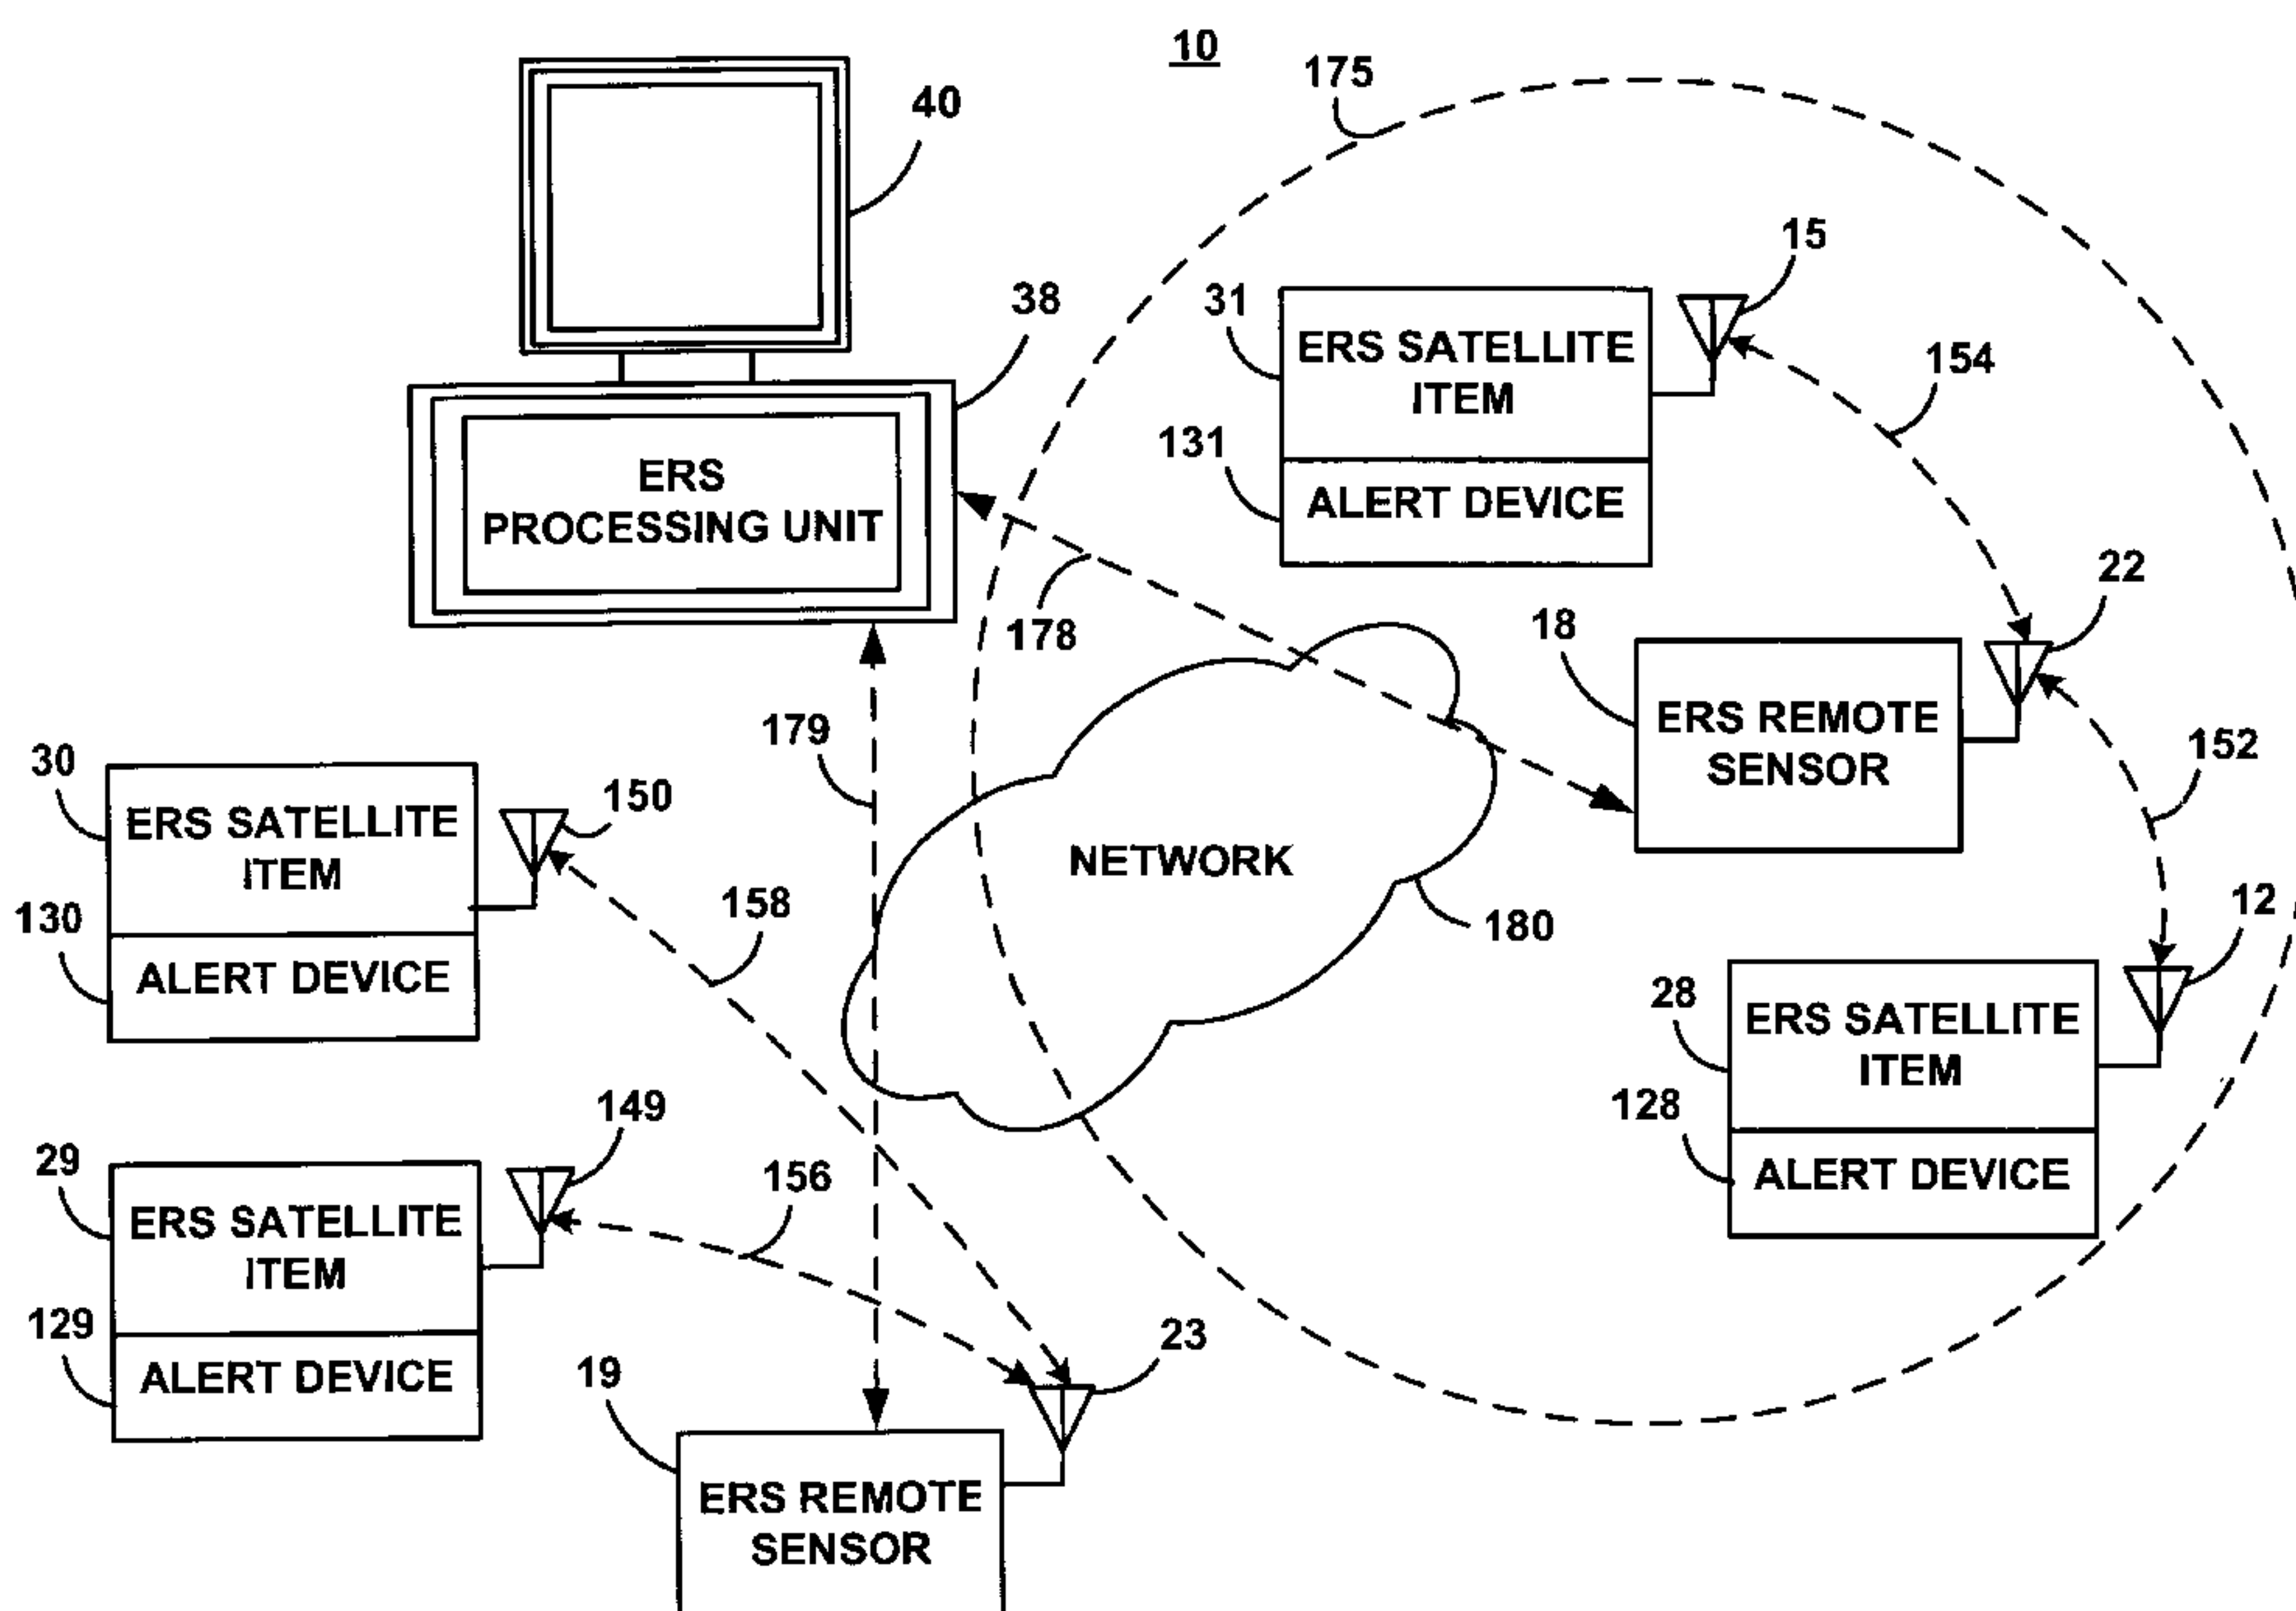 10
175
40
15
38
31
ERS SATELLITE
ITEM
154
131
ALERT DEVICE
ERS
PROCESSING UNIT
178
22
18
ERS REMOTE
SENSOR
179
152
30
ERS SATELLITE
ITEM
150
130
ALERT DEVICE
158
NETWORK
180
12
28
ERS SATELLITE
ITEM
128
ALERT DEVICE
149
29
ERS SATELLITE
ITEM
156
129
ALERT DEVICE
23
19
ERS REMOTE
SENSOR